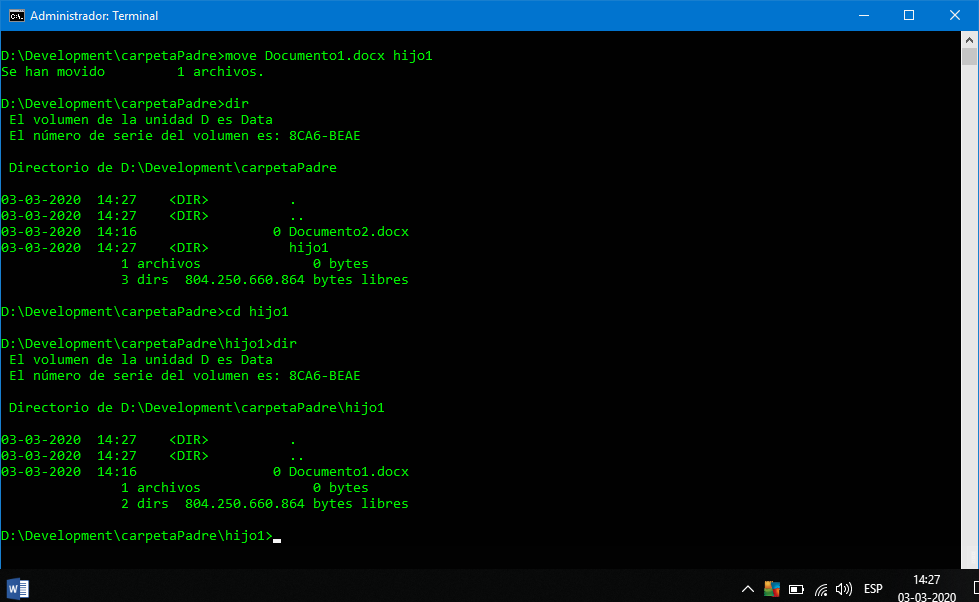 Administrador: Terminal
D:\Development\carpetaPadre>move Documento1.docx hijo1
Se han movido         1 archivos.
D:\Development\carpetaPadre>dir
 El volumen de la unidad D es Data
 El número de serie del volumen es: 8CA6-BEAE
 Directorio de D:\Development\carpetaPadre
03-03-2020  14:27    <DIR>          .
03-03-2020  14:27    <DIR>          ..
03-03-2020  14:16                 0 Documento2.docx
03-03-2020  14:27    <DIR>          hijo1
               1 archivos              0 bytes
               3 dirs  804.250.660.864 bytes libres
D:\Development\carpetaPadre>cd hijo1
D:\Development\carpetaPadre\hijo1>dir
 El volumen de la unidad D es Data
 El número de serie del volumen es: 8CA6-BEAE
 Directorio de D:\Development\carpetaPadre\hijo1
03-03-2020  14:27    <DIR>          .
03-03-2020  14:27    <DIR>          ..
03-03-2020  14:16                 0 Documento1.docx
               1 archivos              0 bytes
               2 dirs  804.250.660.864 bytes libres
D:\Development\carpetaPadre\hijo1>
ESP
14:27
03-03-2020